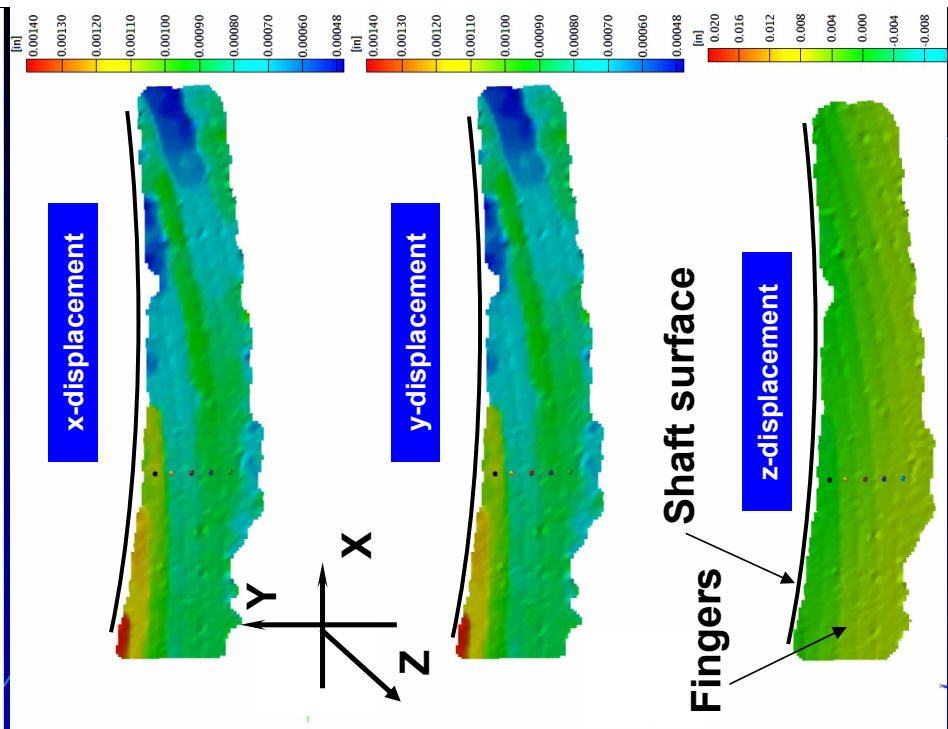 [in]
0.00140
0.00130
0.00120
0.00110
0.00100
0.00090
0.00080
0.00070
0.00060
0.00048
x-displacement
Y
X
Z
[in]
0.00140
0.00130
0.00120
0.00110
0.00100
0.00090
0.00080
0.00070
0.00060
0.00048
y-displacement
[in]
0.020
0.016
0.012
0.008
0.004
0.000
-0.004
-0.008
z-displacement
Shaft surface
Fingers